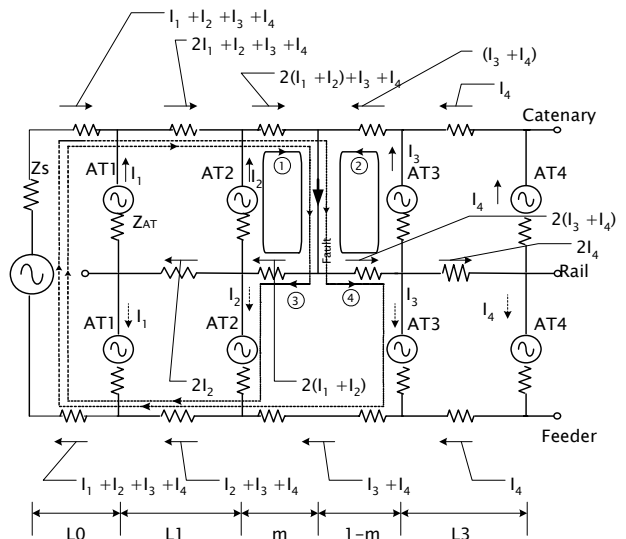 I₁ +I₂ +I₃ +I₄
2I₁ +I₂ +I₃ +I₄
2(I₁ +I₂)+I₃ +I₄
(I₃ +I₄)
I₄
Catenary
Zs
AT1
I₁
AT2
I₂
①
②
I₃
AT3
I₄
AT4
Z_AT
Fault
2(I₃ +I₄)
2I₄
Rail
③
④
AT1
I₁
AT2
I₂
I₃
AT3
I₄
AT4
2I₂
2(I₁ +I₂)
Feeder
I₁ +I₂ +I₃ +I₄
I₂ +I₃ +I₄
I₃ +I₄
I₄
L0
L1
m
1-m
L3